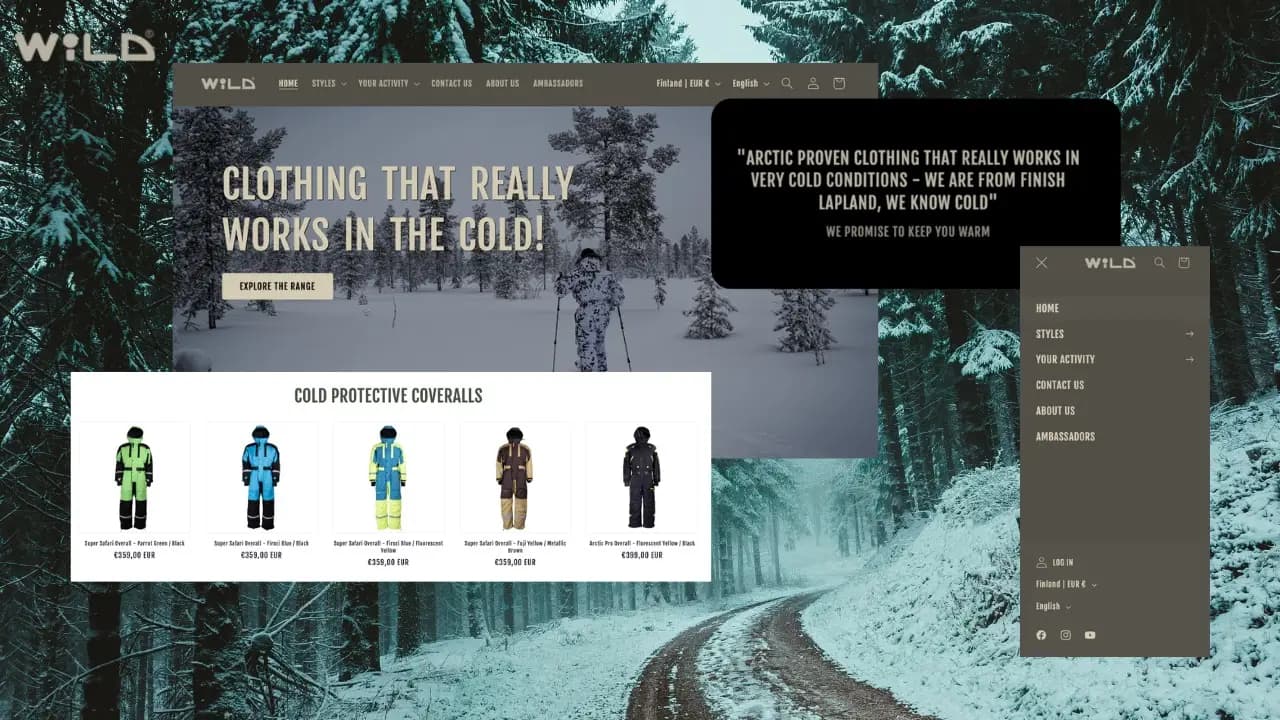 WiLD
WiLD HOME STYLES YOUR ACTIVITY CONTACT US ABOUT US AMBASSADORS Finland | EUR € English
CLOTHING THAT REALLY
WORKS IN THE COLD!
EXPLORE THE RANGE
"ARCTIC PROVEN CLOTHING THAT REALLY WORKS IN
VERY COLD CONDITIONS - WE ARE FROM FINISH
LAPLAND, WE KNOW COLD"
WE PROMISE TO KEEP YOU WARM
COLD PROTECTIVE COVERALLS
Super Safari Overall - Parrot Green / Black
€359,00 EUR
Super Safari Overall - Firozi Blue / Black
€359,00 EUR
Super Safari Overall - Firozi Blue / Fluorescent
Yellow
€359,00 EUR
Super Safari Overall - Fuji Yellow / Metallic
Brown
€359,00 EUR
Arctic Pro Overall - Florescent Yellow / Black
€399,00 EUR
WiLD
HOME
STYLES
YOUR ACTIVITY
CONTACT US
ABOUT US
AMBASSADORS
LOG IN
Finland | EUR €
English